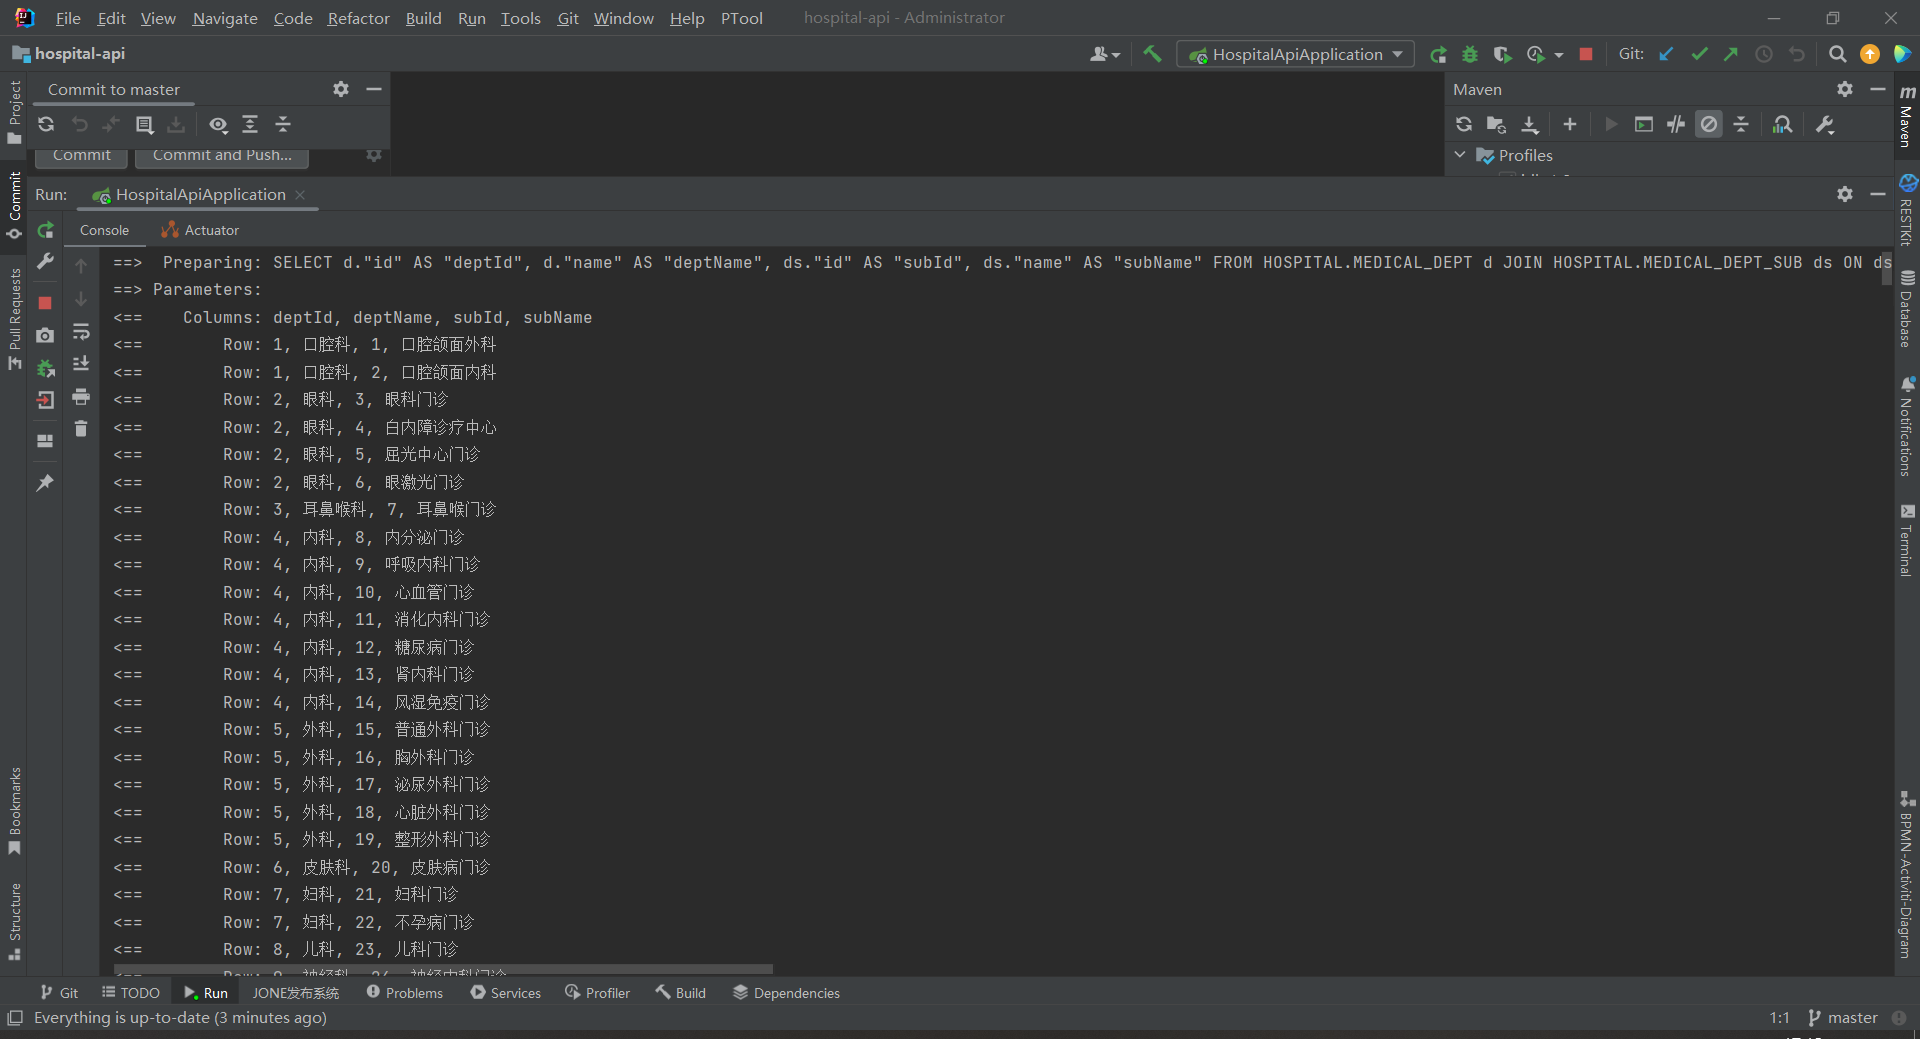 File Edit View Navigate Code Refactor Build Run Tools Git Window Help PTool hospital-api - Administrator
hospital-api
HospitalApiApplication
Git:
Project
Commit to master
Commit
Commit and Push...
Maven
Profiles
Commit
Pull Requests
Bookmarks
Structure
Run: HospitalApiApplication
Console
Actuator
==> Preparing: SELECT d."id" AS "deptId", d."name" AS "deptName", ds."id" AS "subId", ds."name" AS "subName" FROM HOSPITAL.MEDICAL_DEPT d JOIN HOSPITAL.MEDICAL_DEPT_SUB ds ON ds
==> Parameters:
<== Columns: deptId, deptName, subId, subName
<== Row: 1, 口腔科, 1, 口腔颌面外科
<== Row: 1, 口腔科, 2, 口腔颌面内科
<== Row: 2, 眼科, 3, 眼科门诊
<== Row: 2, 眼科, 4, 白内障诊疗中心
<== Row: 2, 眼科, 5, 屈光中心门诊
<== Row: 2, 眼科, 6, 眼激光门诊
<== Row: 3, 耳鼻喉科, 7, 耳鼻喉门诊
<== Row: 4, 内科, 8, 内分泌门诊
<== Row: 4, 内科, 9, 呼吸内科门诊
<== Row: 4, 内科, 10, 心血管门诊
<== Row: 4, 内科, 11, 消化内科门诊
<== Row: 4, 内科, 12, 糖尿病门诊
<== Row: 4, 内科, 13, 肾内科门诊
<== Row: 4, 内科, 14, 风湿免疫门诊
<== Row: 5, 外科, 15, 普通外科门诊
<== Row: 5, 外科, 16, 胸外科门诊
<== Row: 5, 外科, 17, 泌尿外科门诊
<== Row: 5, 外科, 18, 心脏外科门诊
<== Row: 5, 外科, 19, 整形外科门诊
<== Row: 6, 皮肤科, 20, 皮肤病门诊
<== Row: 7, 妇科, 21, 妇科门诊
<== Row: 7, 妇科, 22, 不孕病门诊
<== Row: 8, 儿科, 23, 儿科门诊
Maven
RESTKit
Database
Notifications
Terminal
BPMN-Activiti-Diagram
Git TODO Run JONE发布系统 Problems Services Profiler Build Dependencies
Everything is up-to-date (3 minutes ago)
1:1 master